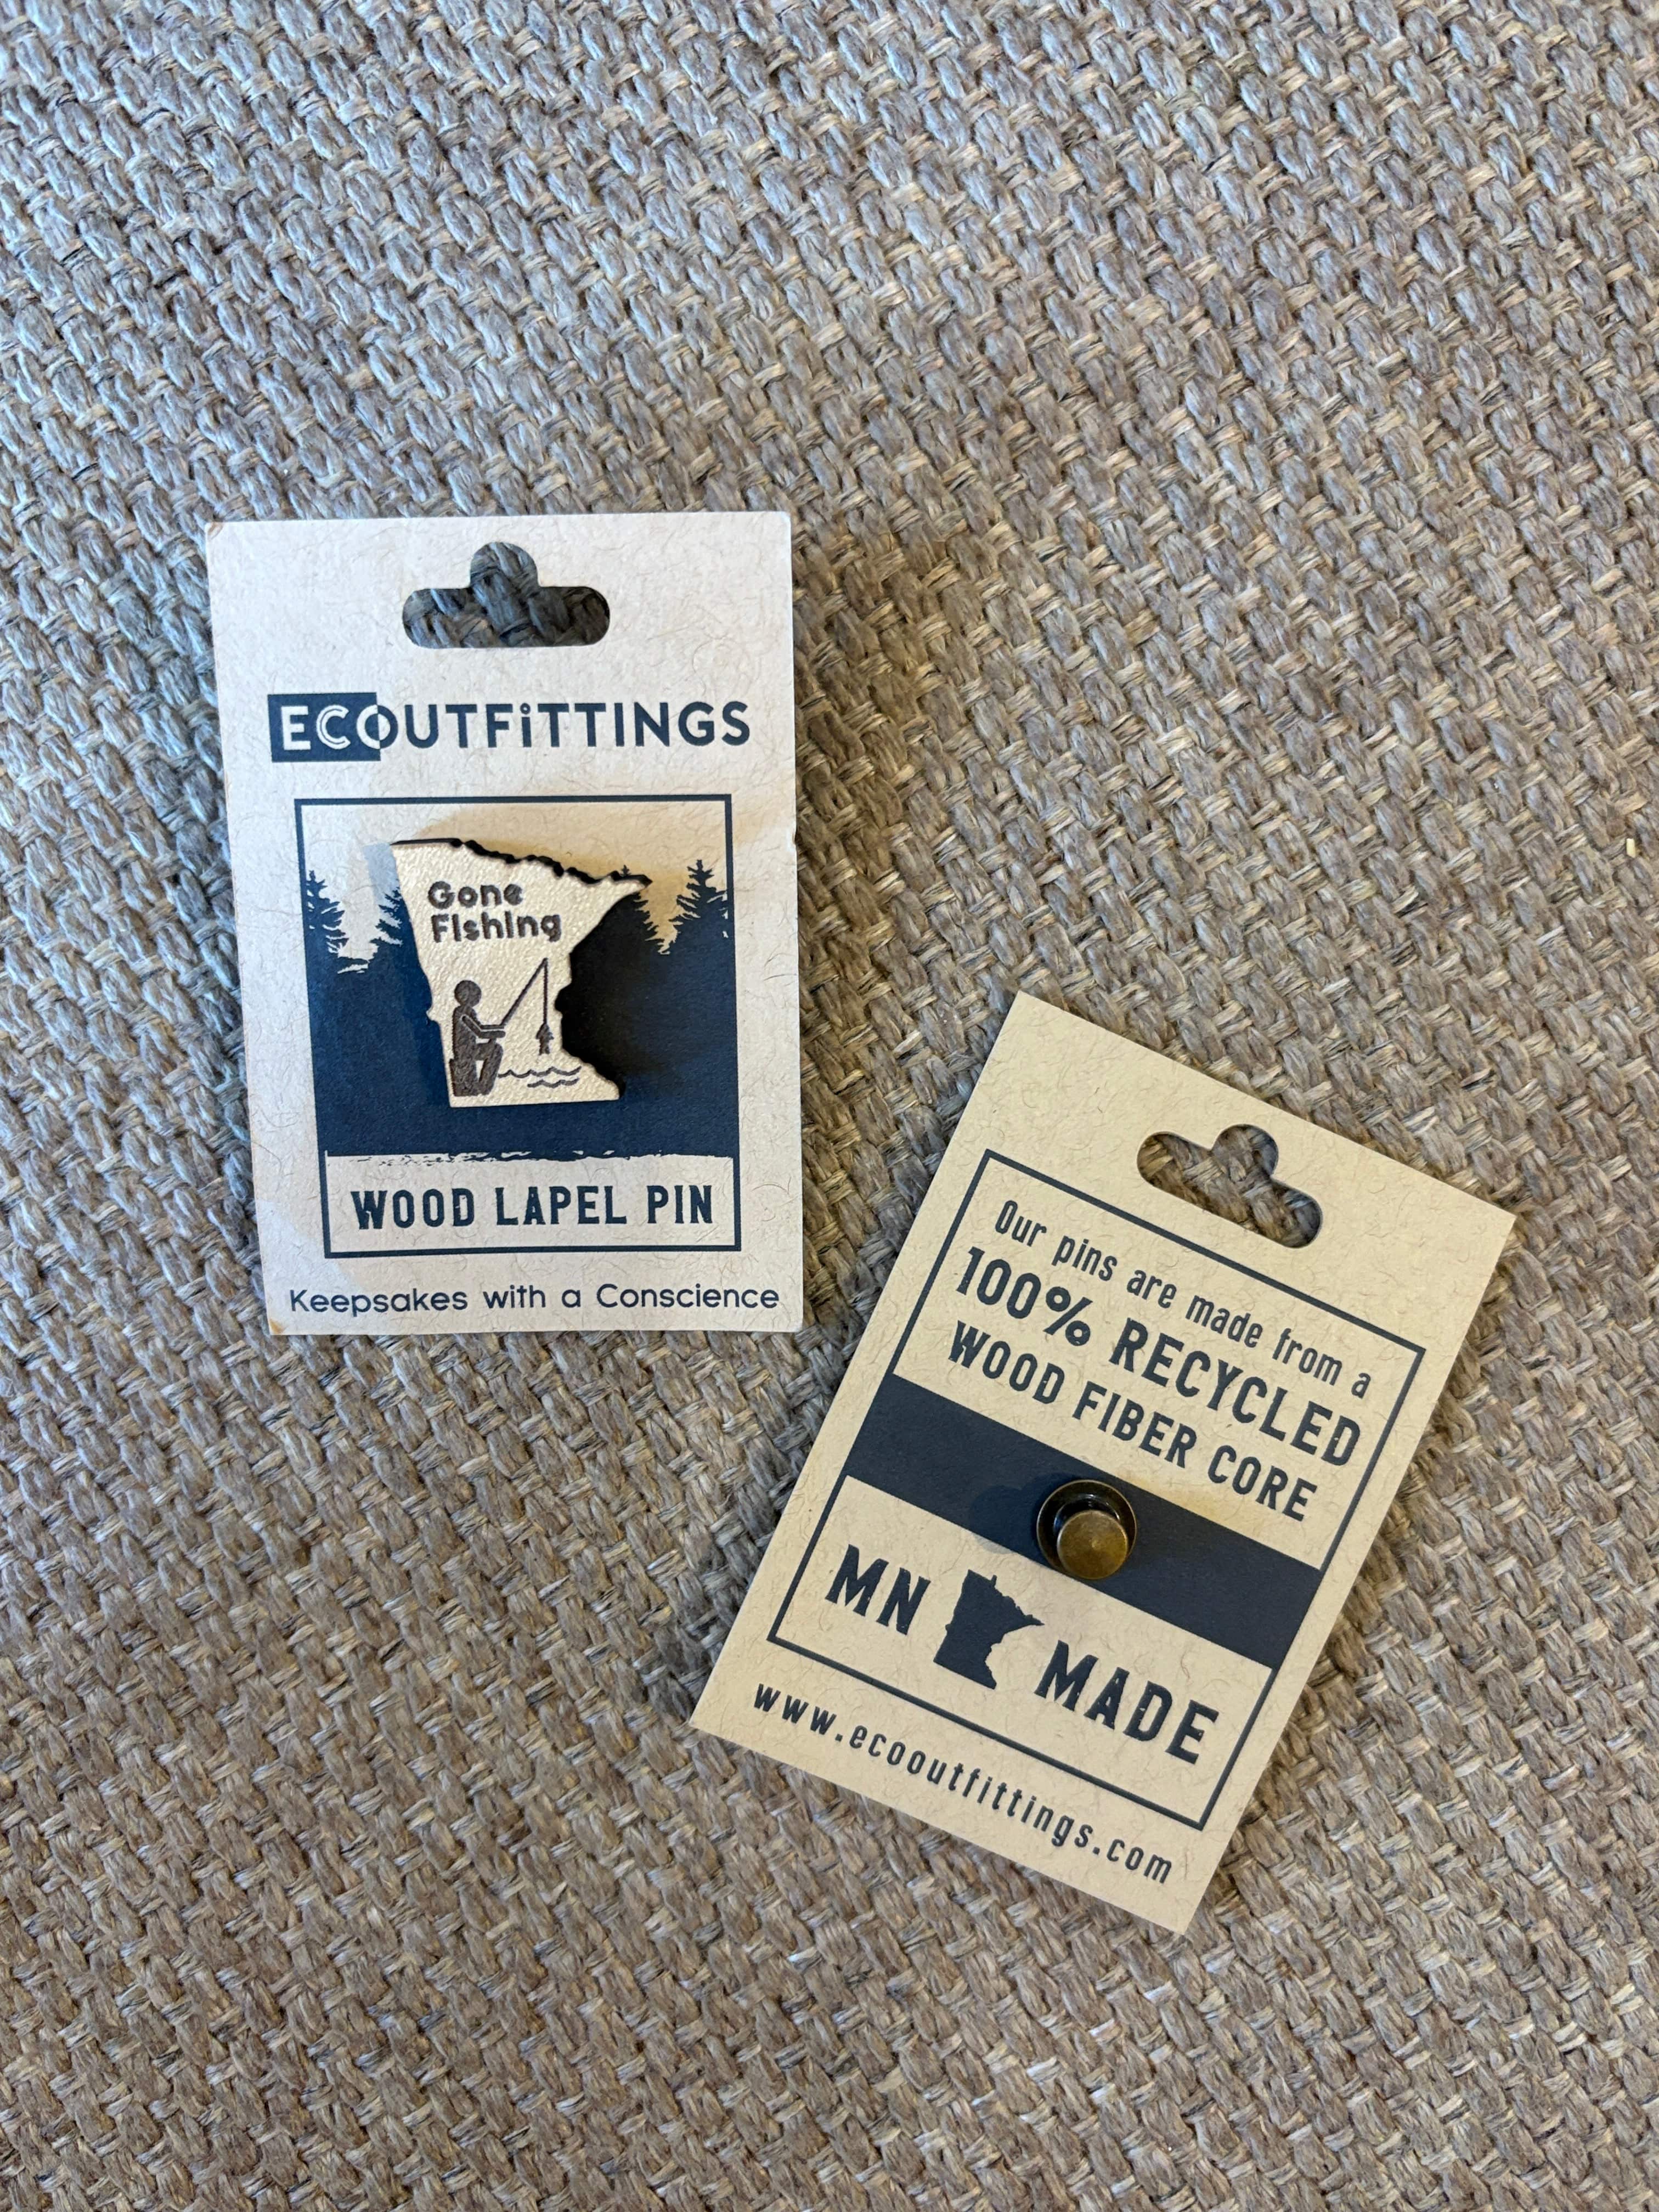 ECOUTFiTTINGS
Gone
Fishing
WOOD LAPEL PIN
Keepsakes with a Conscience
Our pins are made from a
100% RECYCLED
WOOD FIBER CORE
MN MADE
www.ecooutfittings.com